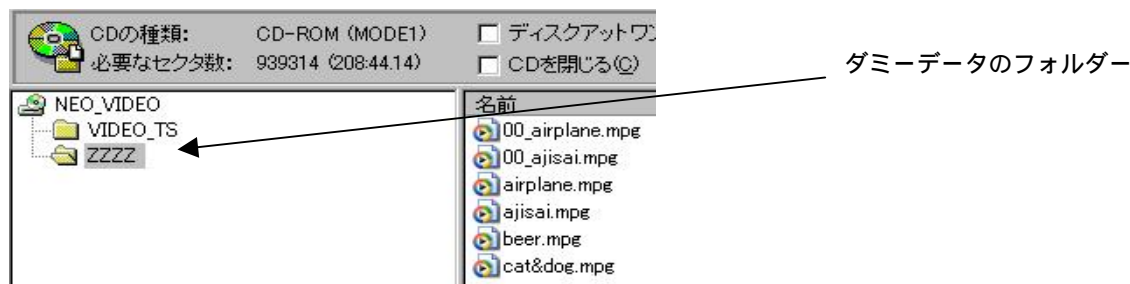 CDの種類: CD-ROM (MODE1) ディスクアットワン
必要なセクタ数: 939314 (208:44.14) CDを閉じる(C)
ダミーデータのフォルダー
NEO_VIDEO
VIDEO_TS
ZZZZ
名前
00_airplane.mpg
00_ajisai.mpg
airplane.mpg
ajisai.mpg
beer.mpg
cat&dog.mpg